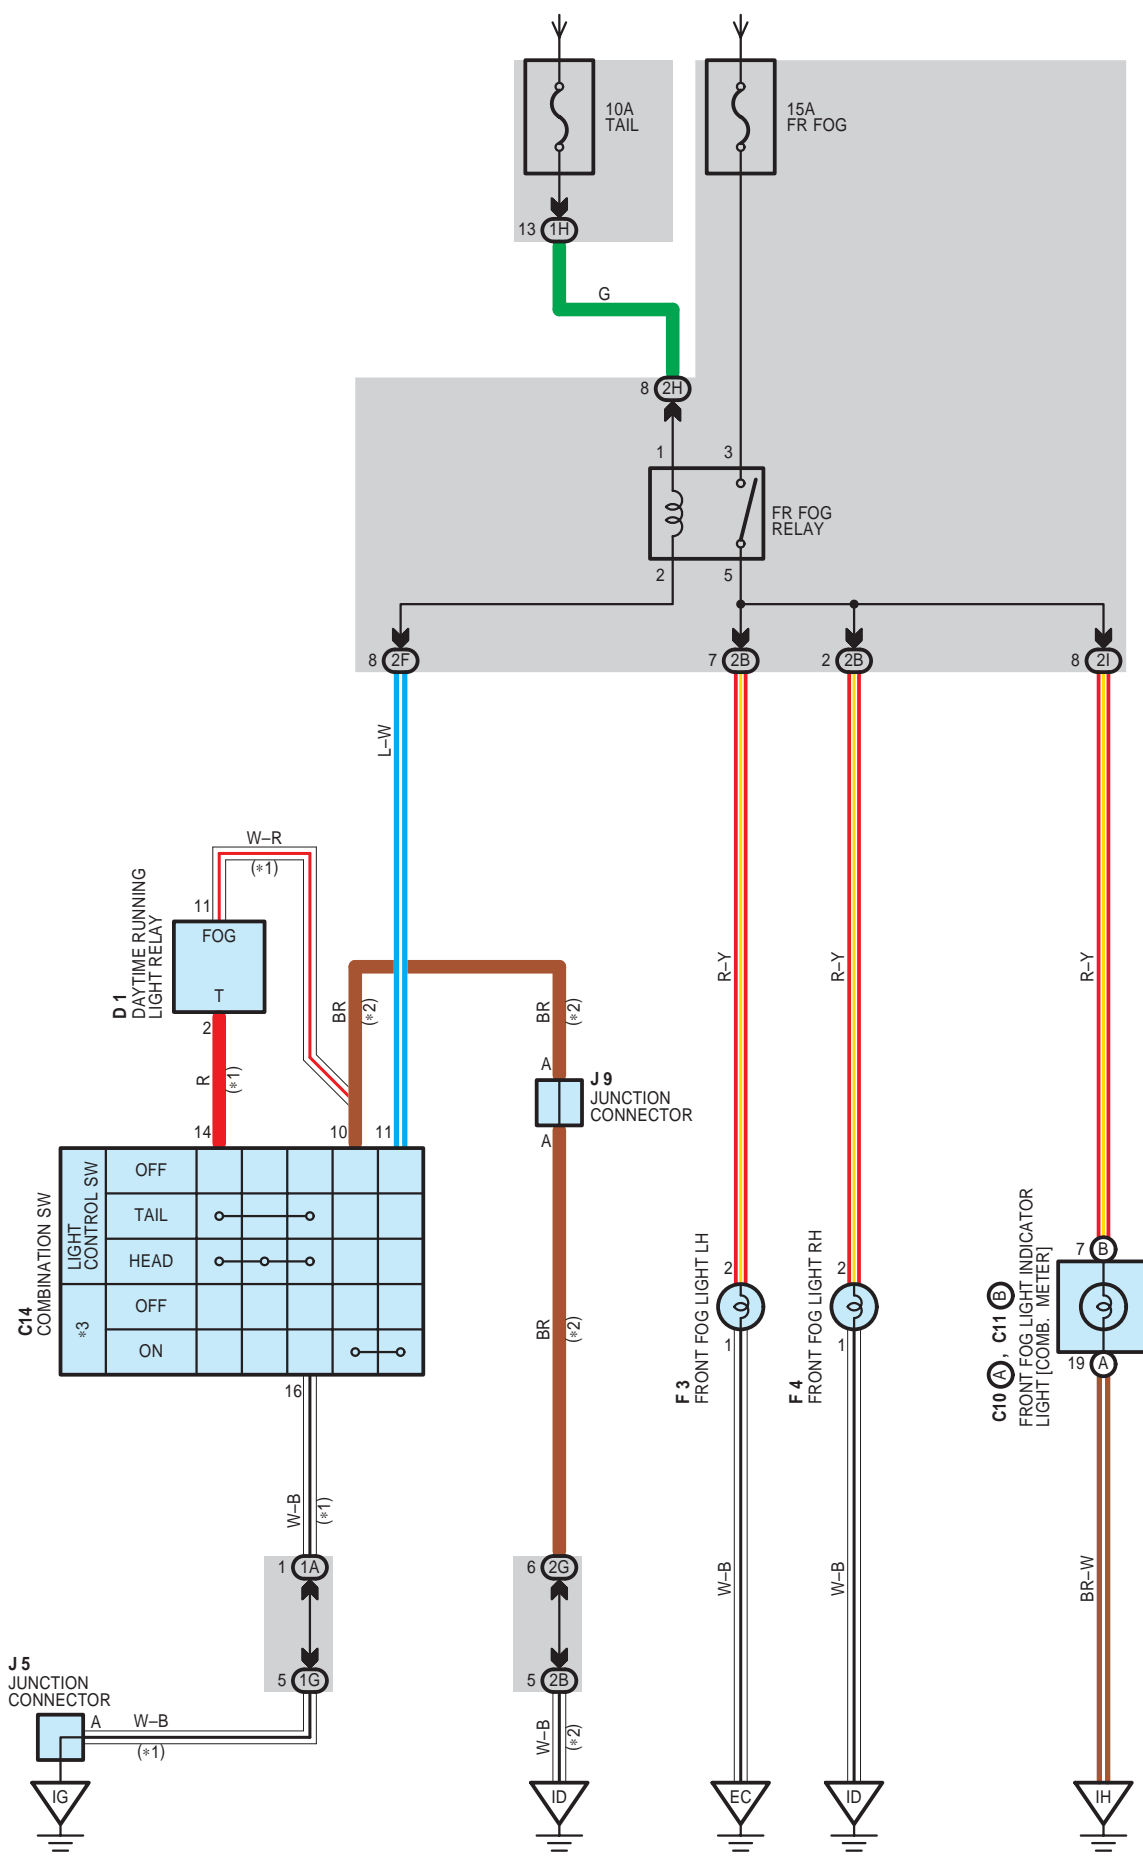 10A
TAIL
15A
FR FOG
13 1H
G
8 2H
1 3
FR FOG
RELAY
2 5
8 2F
7 2B
2 2B
8 2I
L–W
W–R
(*1)
11
FOG
T
2
D 1
DAYTIME RUNNING
LIGHT RELAY
R
(*1)
BR
(*2)
BR
(*2)
R–Y
R–Y
R–Y
A
J 9
JUNCTION
CONNECTOR
A
14 10 11
C14
COMBINATION SW
LIGHT
CONTROL SW
OFF
TAIL
HEAD
*3
OFF
ON
16
BR
(*2)
2
1
F 3
FRONT FOG LIGHT LH
2
1
F 4
FRONT FOG LIGHT RH
7 B
19 A
C10 A , C11 B
FRONT FOG LIGHT INDICATOR
LIGHT [COMB. METER]
W–B
(*1)
1 1A
5 1G
6 2G
5 2B
W–B
W–B
BR–W
J 5
JUNCTION
CONNECTOR
A W–B
(*1)
W–B
(*2)
IG
ID
EC
ID
IH